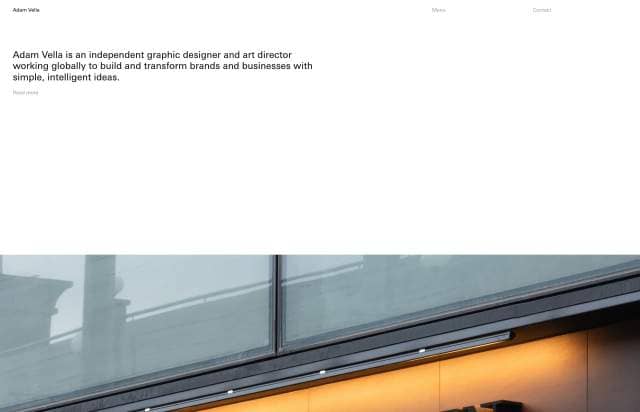 Adam Vella
Menu
Contact
Adam Vella is an independent graphic designer and art director
working globally to build and transform brands and businesses with
simple, intelligent ideas.
Read more